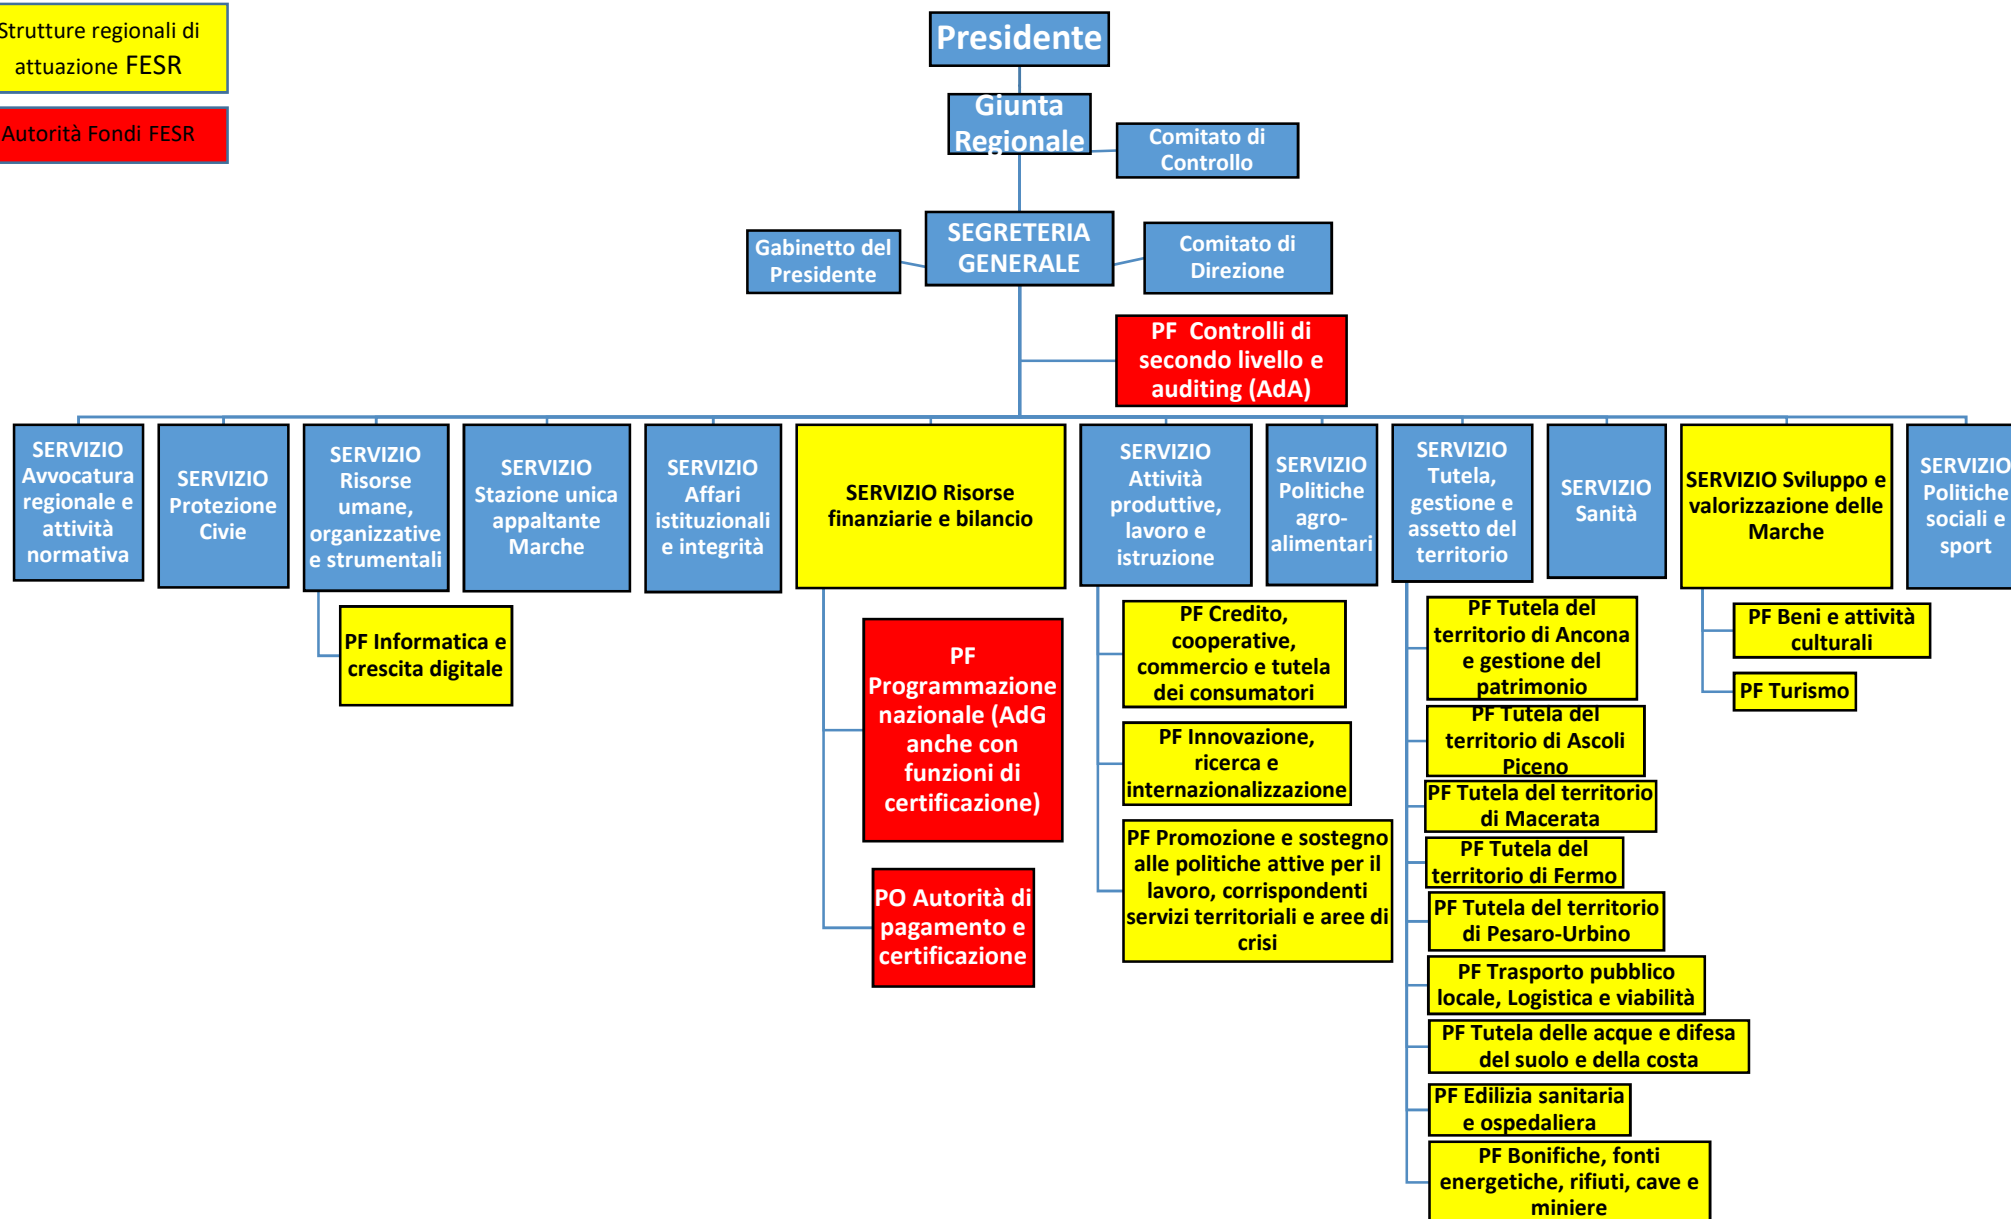 Strutture regionali di
attuazione FESR
Autorità Fondi FESR
Presidente
Giunta
Regionale
Comitato di
Controllo
SEGRETERIA
GENERALE
Gabinetto del
Presidente
Comitato di
Direzione
PF Controlli di
secondo livello e
auditing (AdA)
SERVIZIO
Avvocatura
regionale e
attività
normativa
SERVIZIO
Protezione
Civie
SERVIZIO
Risorse
umane,
organizzative
e strumentali
SERVIZIO
Stazione unica
appaltante
Marche
SERVIZIO
Affari
istituzionali
e integrità
SERVIZIO Risorse
finanziarie e bilancio
SERVIZIO
Attività
produttive,
lavoro e
istruzione
SERVIZIO
Politiche
agro-
alimentari
SERVIZIO
Tutela,
gestione e
assetto del
territorio
SERVIZIO
Sanità
SERVIZIO Sviluppo e
valorizzazione delle
Marche
SERVIZIO
Politiche
sociali e
sport
PF Informatica e
crescita digitale
PF
Programmazione
nazionale (AdG
anche con
funzioni di
certificazione)
PO Autorità di
pagamento e
certificazione
PF Credito,
cooperative,
commercio e tutela
dei consumatori
PF Innovazione,
ricerca e
internazionalizzazione
PF Promozione e sostegno
alle politiche attive per il
lavoro, corrispondenti
servizi territoriali e aree di
crisi
PF Tutela del
territorio di Ancona
e gestione del
patrimonio
PF Tutela del
territorio di Ascoli
Piceno
PF Tutela del territorio
di Macerata
PF Tutela del
territorio di Fermo
PF Tutela del territorio
di Pesaro-Urbino
PF Trasporto pubblico
locale, Logistica e viabilità
PF Tutela delle acque e difesa
del suolo e della costa
PF Edilizia sanitaria
e ospedaliera
PF Bonifiche, fonti
energetiche, rifiuti, cave e
miniere
PF Beni e attività
culturali
PF Turismo